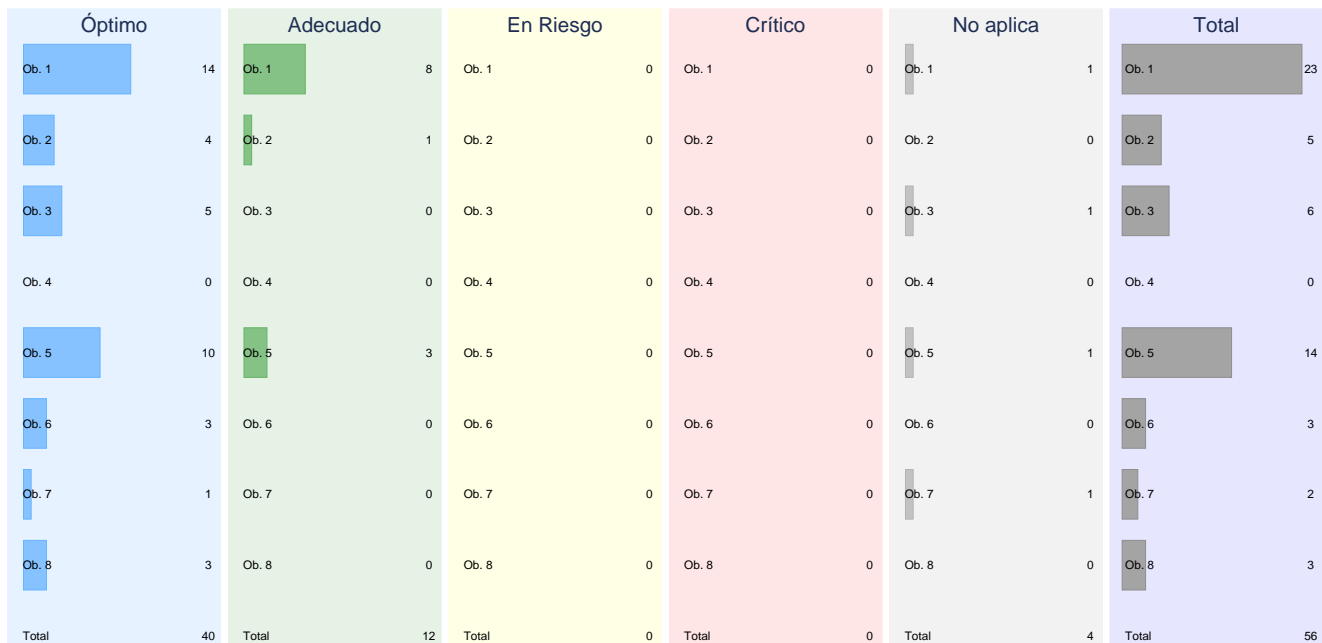 Óptimo Adecuado En Riesgo Crítico No aplica Total
Ob. 1 14 Ob. 1 8 Ob. 1 0 Ob. 1 0 Ob. 1 1 Ob. 1 23
Ob. 2 4 Ob. 2 1 Ob. 2 0 Ob. 2 0 Ob. 2 0 Ob. 2 5
Ob. 3 5 Ob. 3 0 Ob. 3 0 Ob. 3 0 Ob. 3 1 Ob. 3 6
Ob. 4 0 Ob. 4 0 Ob. 4 0 Ob. 4 0 Ob. 4 0 Ob. 4 0
Ob. 5 10 Ob. 5 3 Ob. 5 0 Ob. 5 0 Ob. 5 1 Ob. 5 14
Ob. 6 3 Ob. 6 0 Ob. 6 0 Ob. 6 0 Ob. 6 0 Ob. 6 3
Ob. 7 1 Ob. 7 0 Ob. 7 0 Ob. 7 0 Ob. 7 1 Ob. 7 2
Ob. 8 3 Ob. 8 0 Ob. 8 0 Ob. 8 0 Ob. 8 0 Ob. 8 3
Total 40 Total 12 Total 0 Total 0 Total 4 Total 56